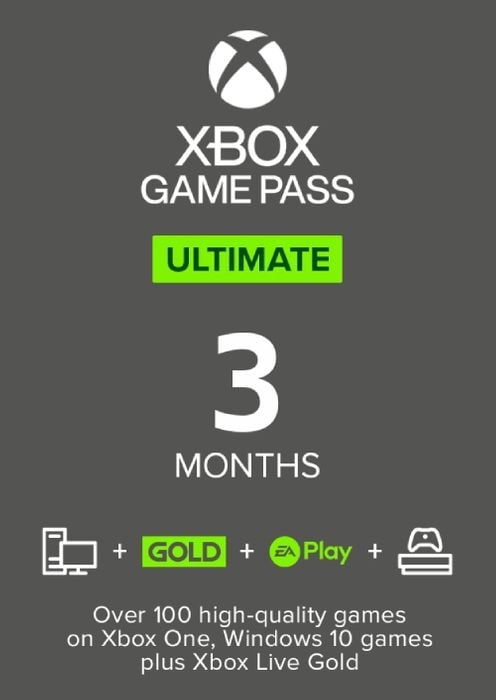 XBOX
GAME PASS
ULTIMATE
3
MONTHS
+ GOLD + EA Play +
Over 100 high-quality games
on Xbox One, Windows 10 games
plus Xbox Live Gold